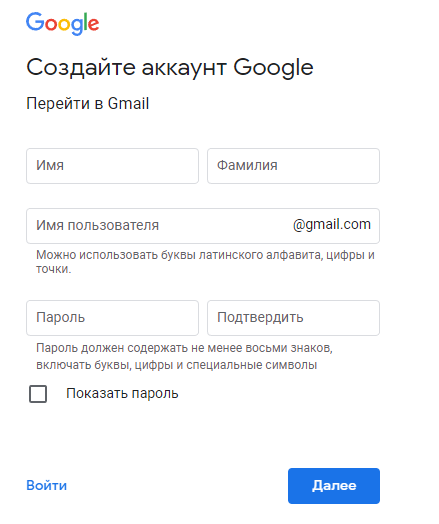 Google
Создайте аккаунт Google
Перейти в Gmail
Имя Фамилия
Имя пользователя @gmail.com
Можно использовать буквы латинского алфавита, цифры и
точки.
Пароль Подтвердить
Пароль должен содержать не менее восьми знаков,
включать буквы, цифры и специальные символы
Показать пароль
Войти Далее